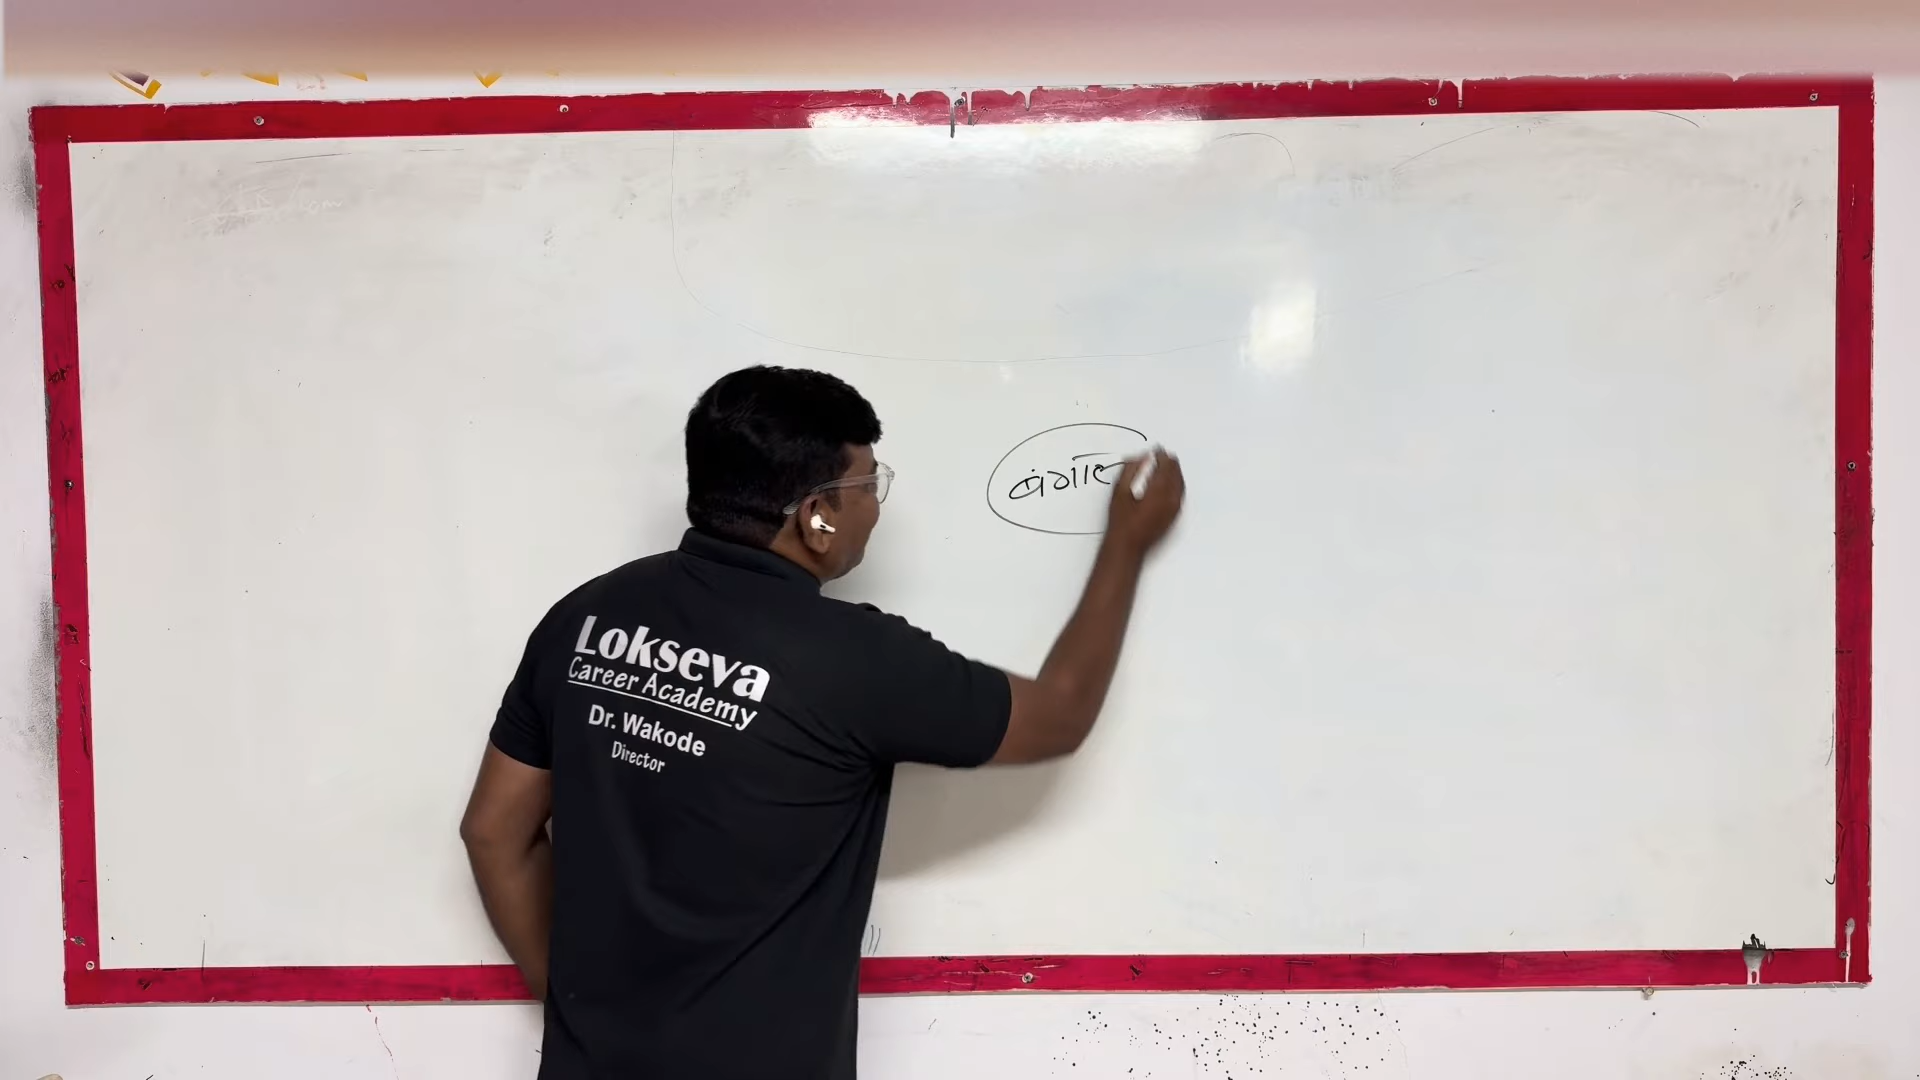 बंगाल
Lokseva
Career Academy
Dr. Wakode
Director